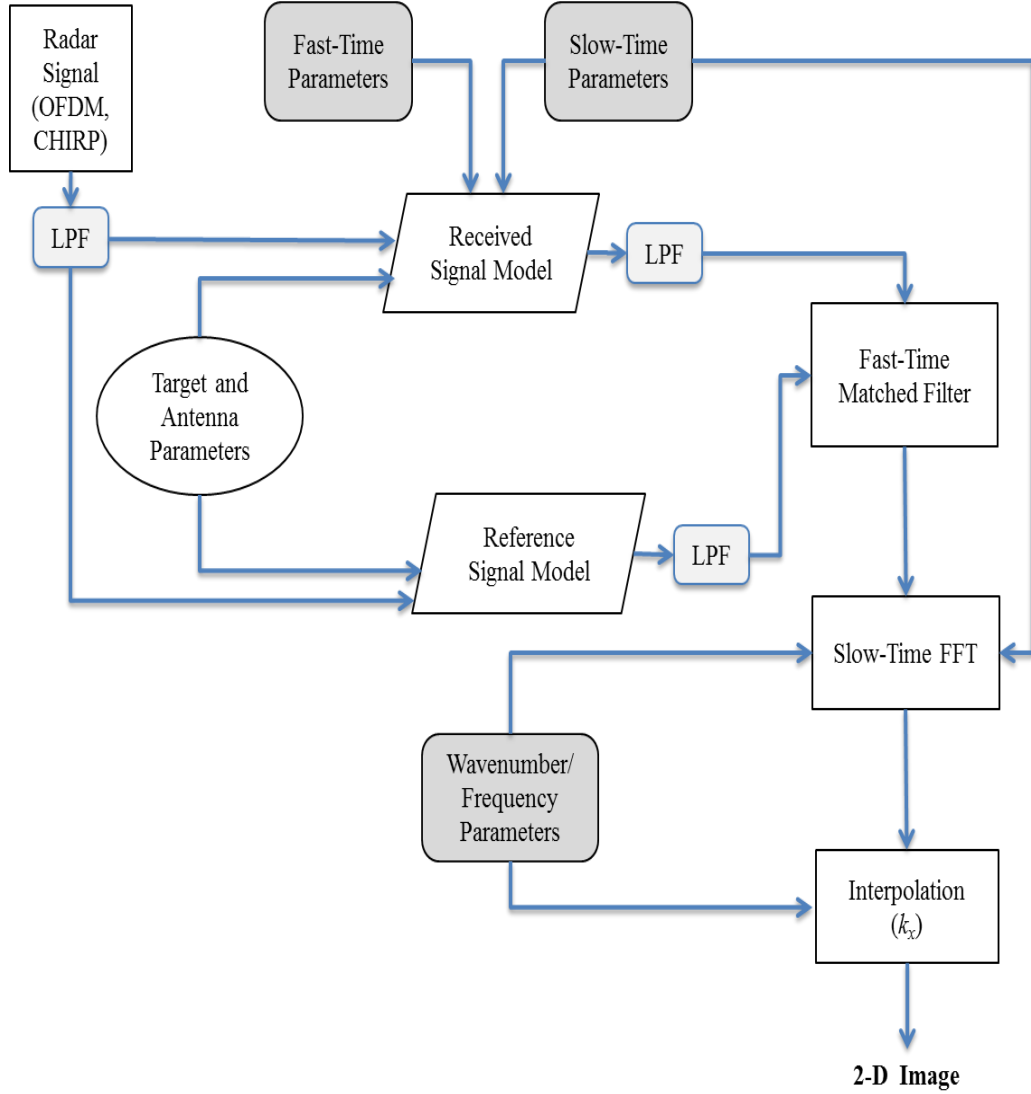 Radar
Signal
(OFDM,
CHIRP)
Fast-Time
Parameters
Slow-Time
Parameters
LPF
Received
Signal Model
LPF
Target and
Antenna
Parameters
Fast-Time
Matched Filter
Reference
Signal Model
LPF
Slow-Time FFT
Wavenumber/
Frequency
Parameters
Interpolation
(kₓ)
2-D Image